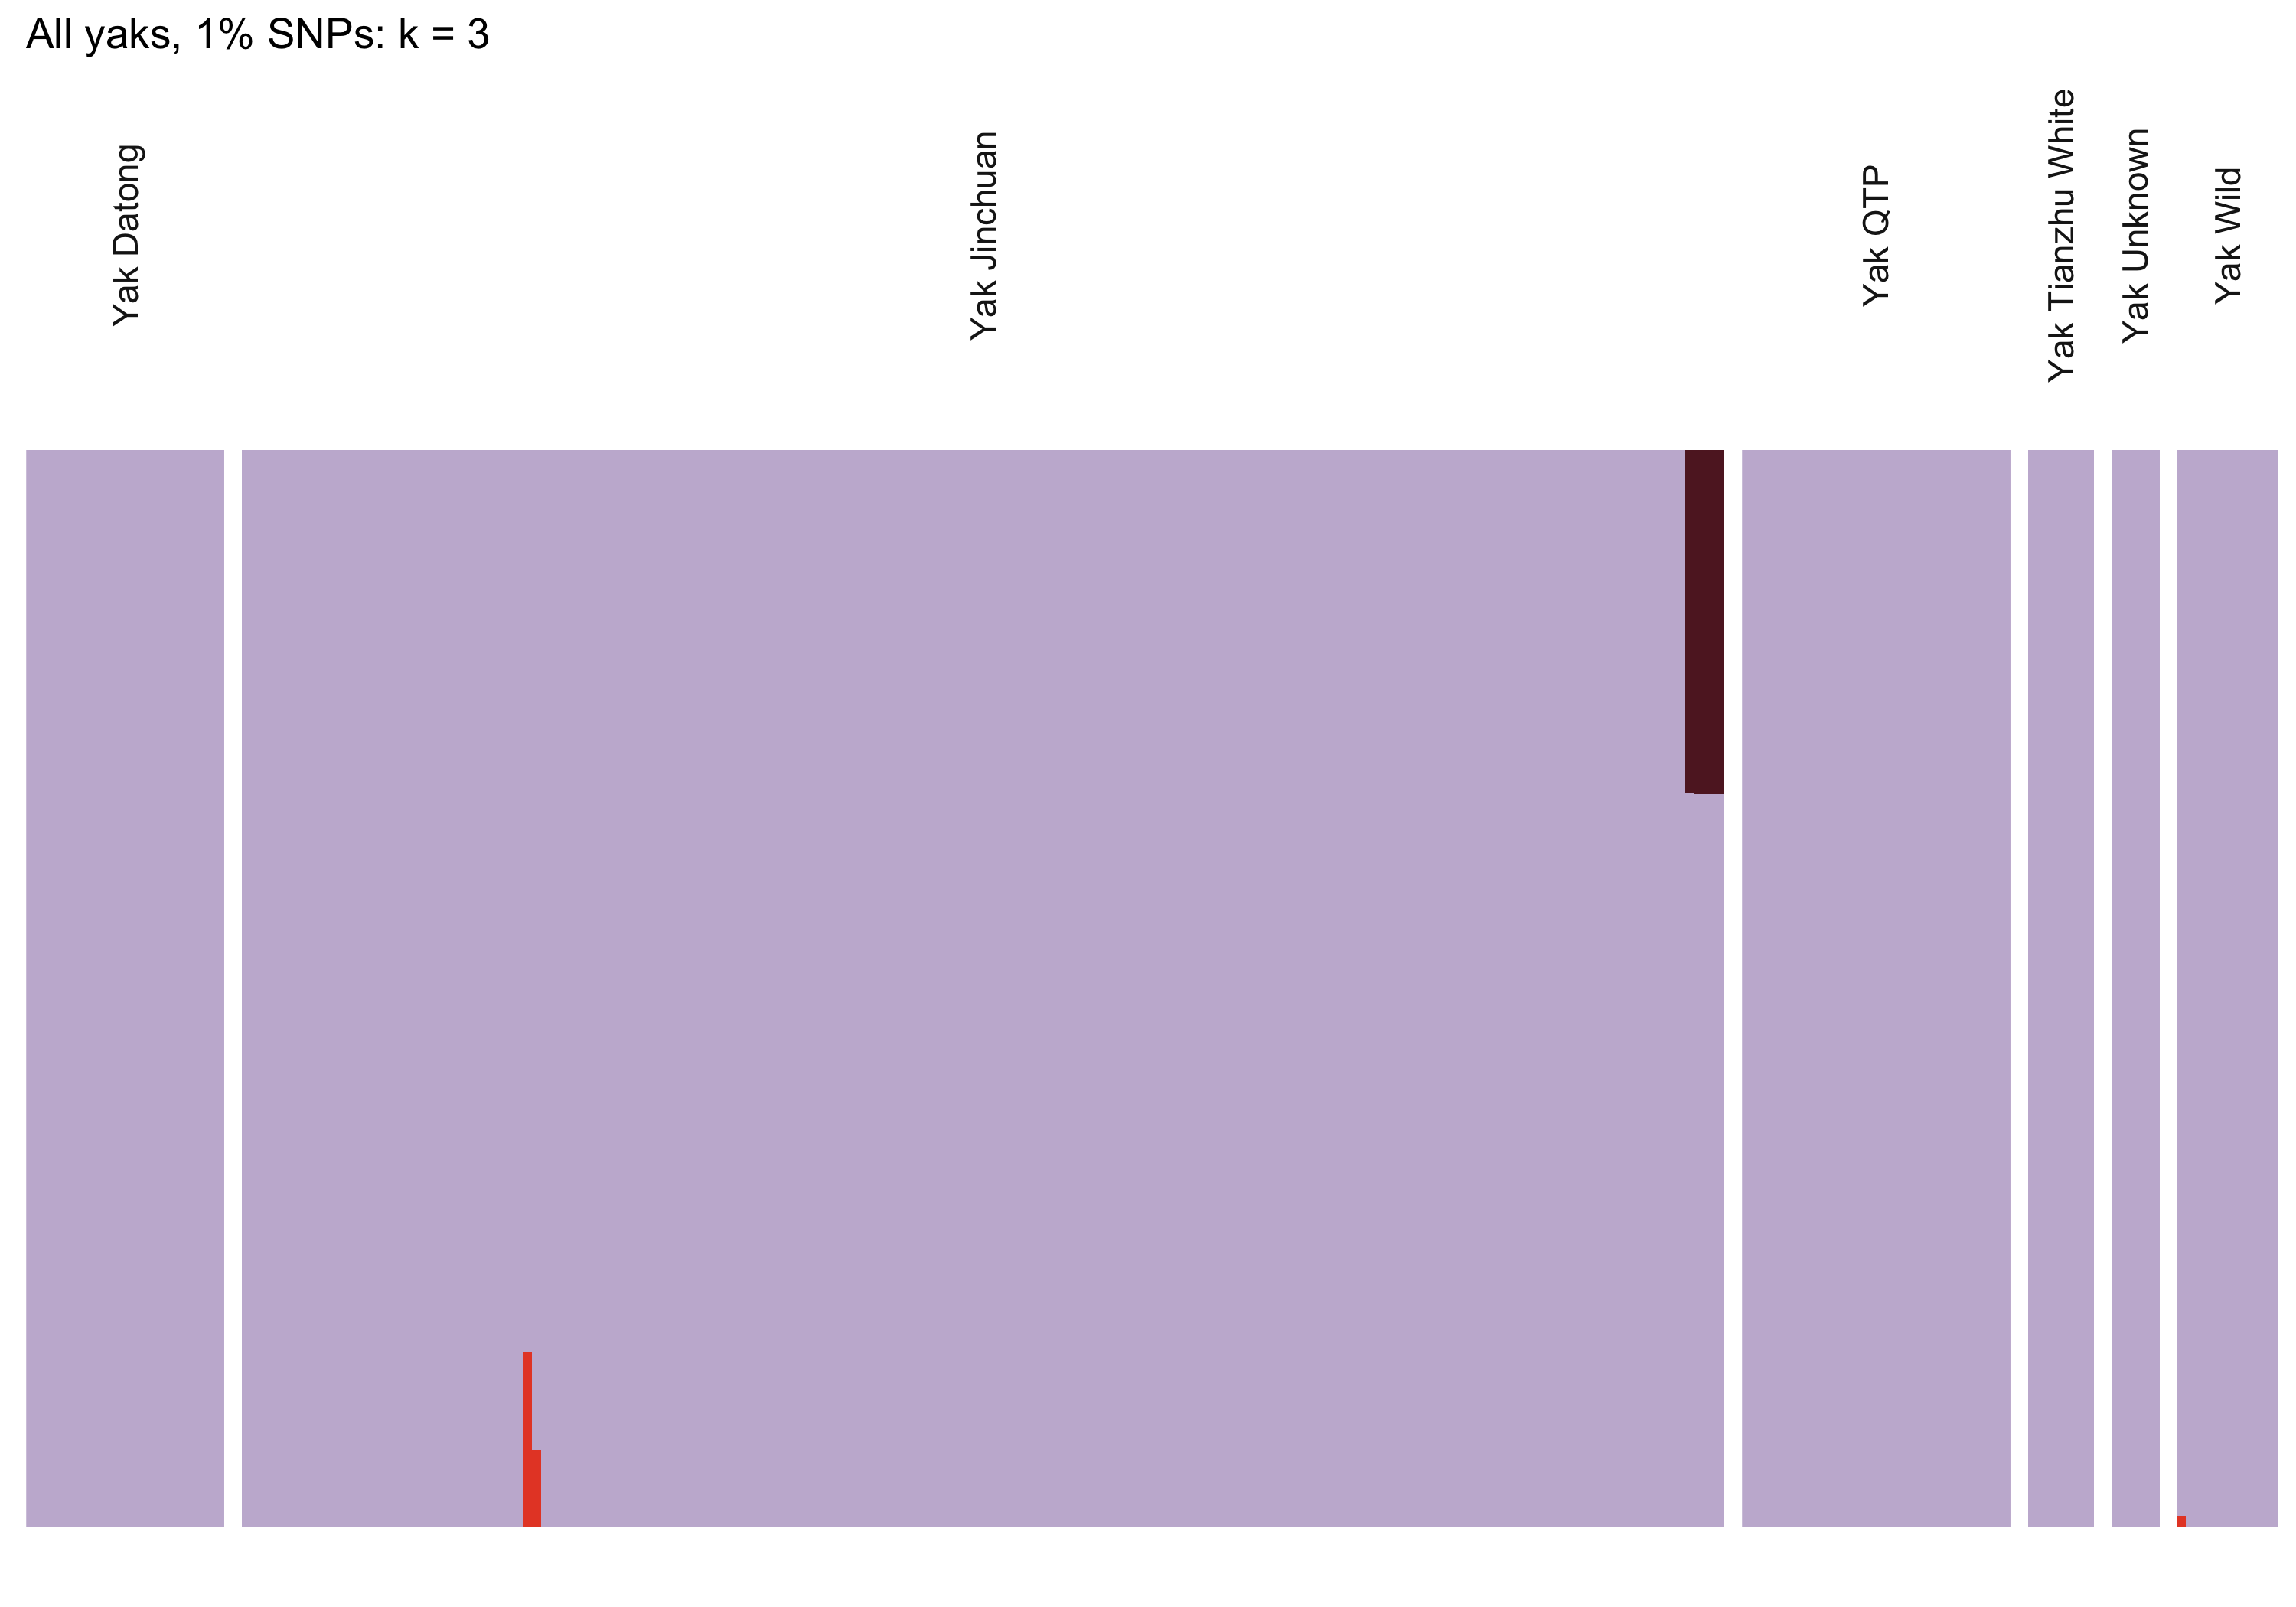 All yaks, 1% SNPs: k = 3
Yak Datong
Yak Jinchuan
Yak QTP
Yak Tianzhu White
Yak Unknown
Yak Wild